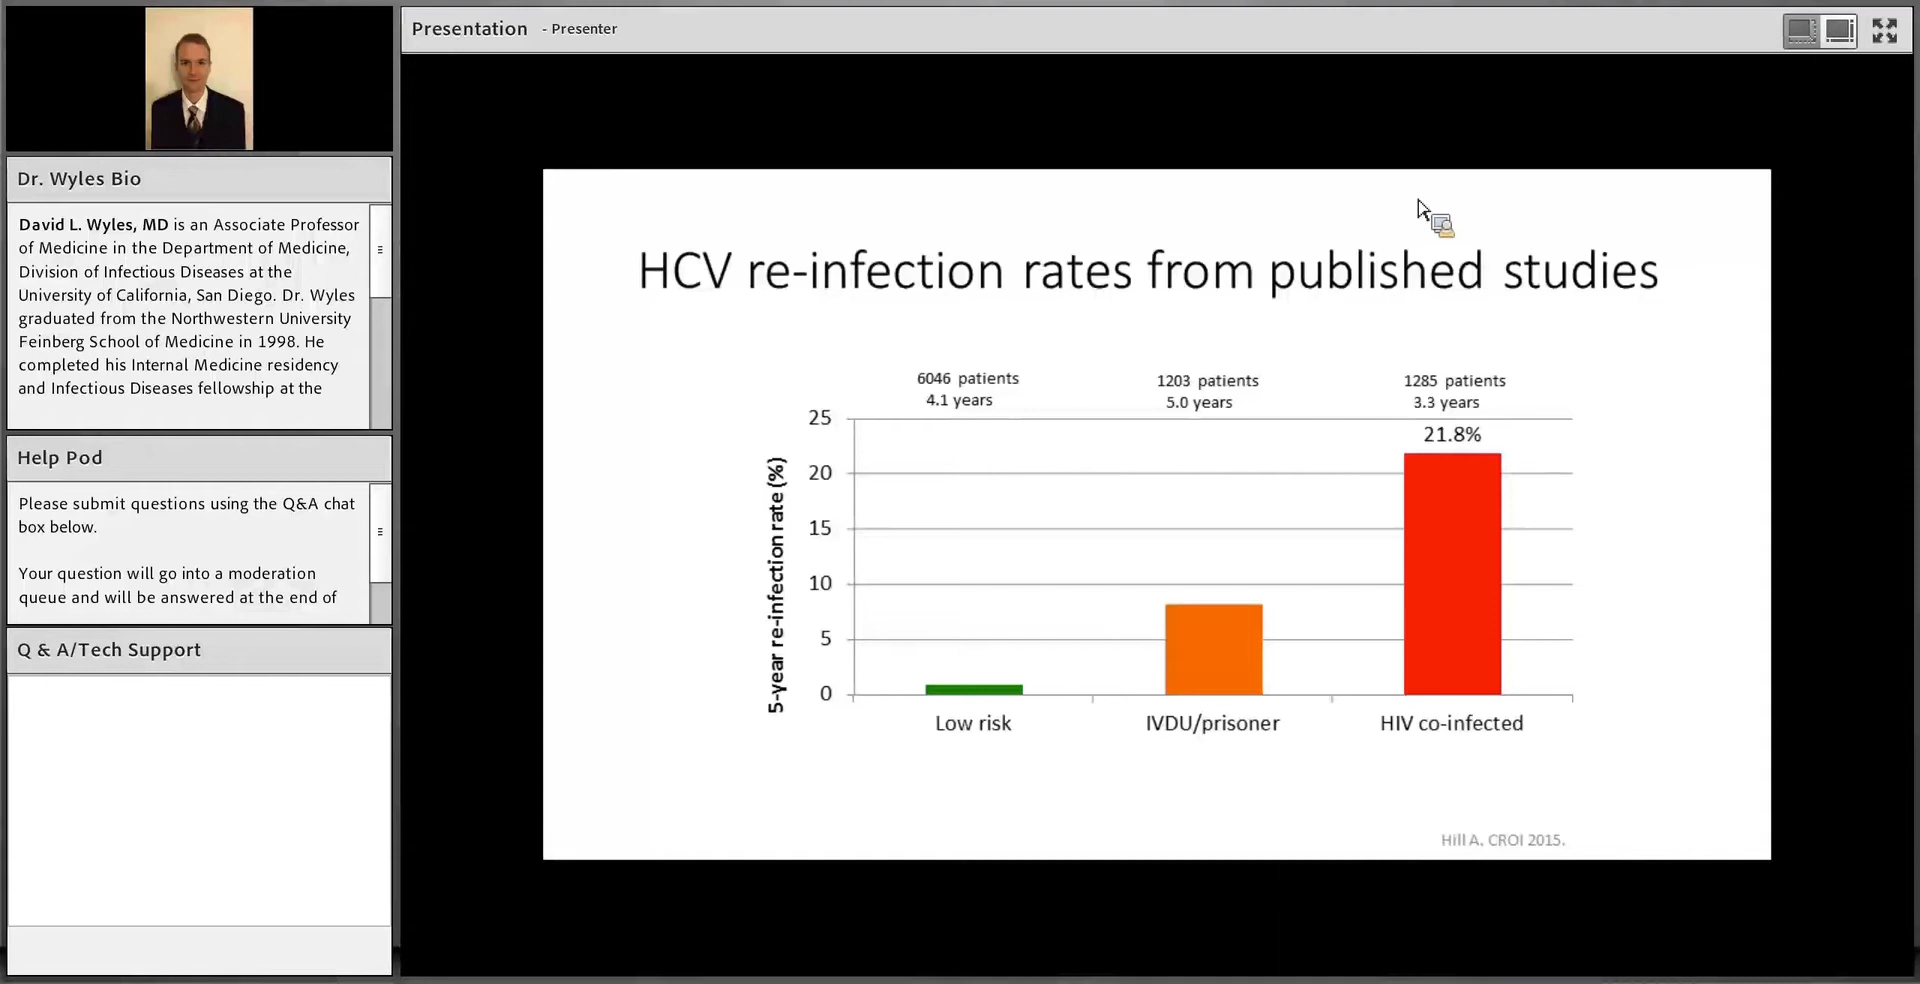 Presentation - Presenter
Dr. Wyles Bio
David L. Wyles, MD is an Associate Professor
of Medicine in the Department of Medicine,
Division of Infectious Diseases at the
University of California, San Diego. Dr. Wyles
graduated from the Northwestern University
Feinberg School of Medicine in 1998. He
completed his Internal Medicine residency
and Infectious Diseases fellowship at the
Help Pod
Please submit questions using the Q&A chat
box below.
Your question will go into a moderation
queue and will be answered at the end of
Q & A/Tech Support
HCV re-infection rates from published studies
6046 patients
4.1 years
1203 patients
5.0 years
1285 patients
3.3 years
5-year re-infection rate (%)
25
20
15
10
5
0
21.8%
Low risk
IVDU/prisoner
HIV co-infected
Hill A. CROI 2015.